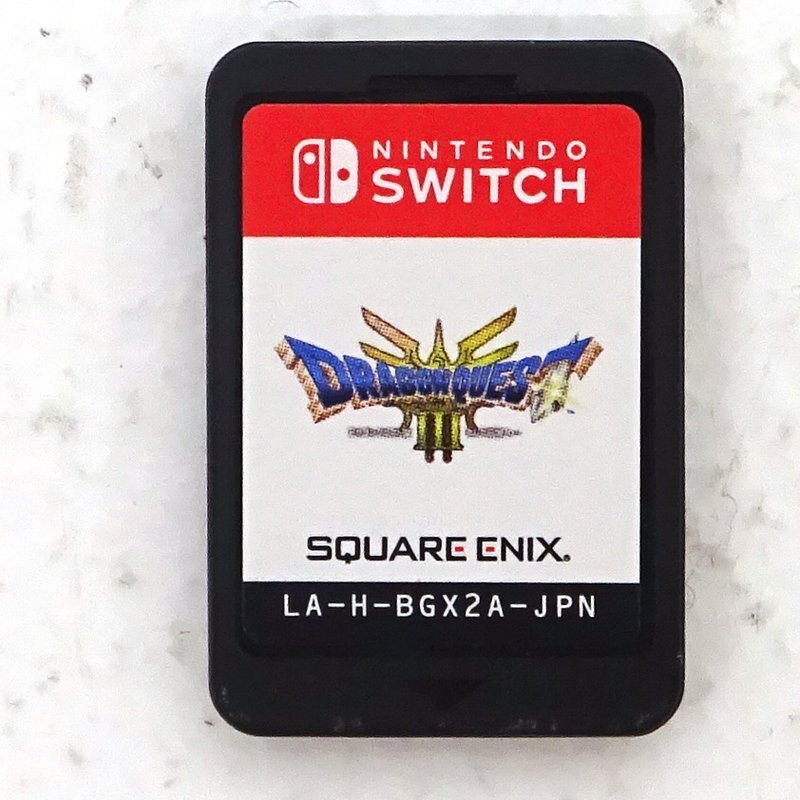 NINTENDO
SWITCH
DRAGON QUEST
III
SQUARE ENIX.
LA-H-BGX2A-JPN